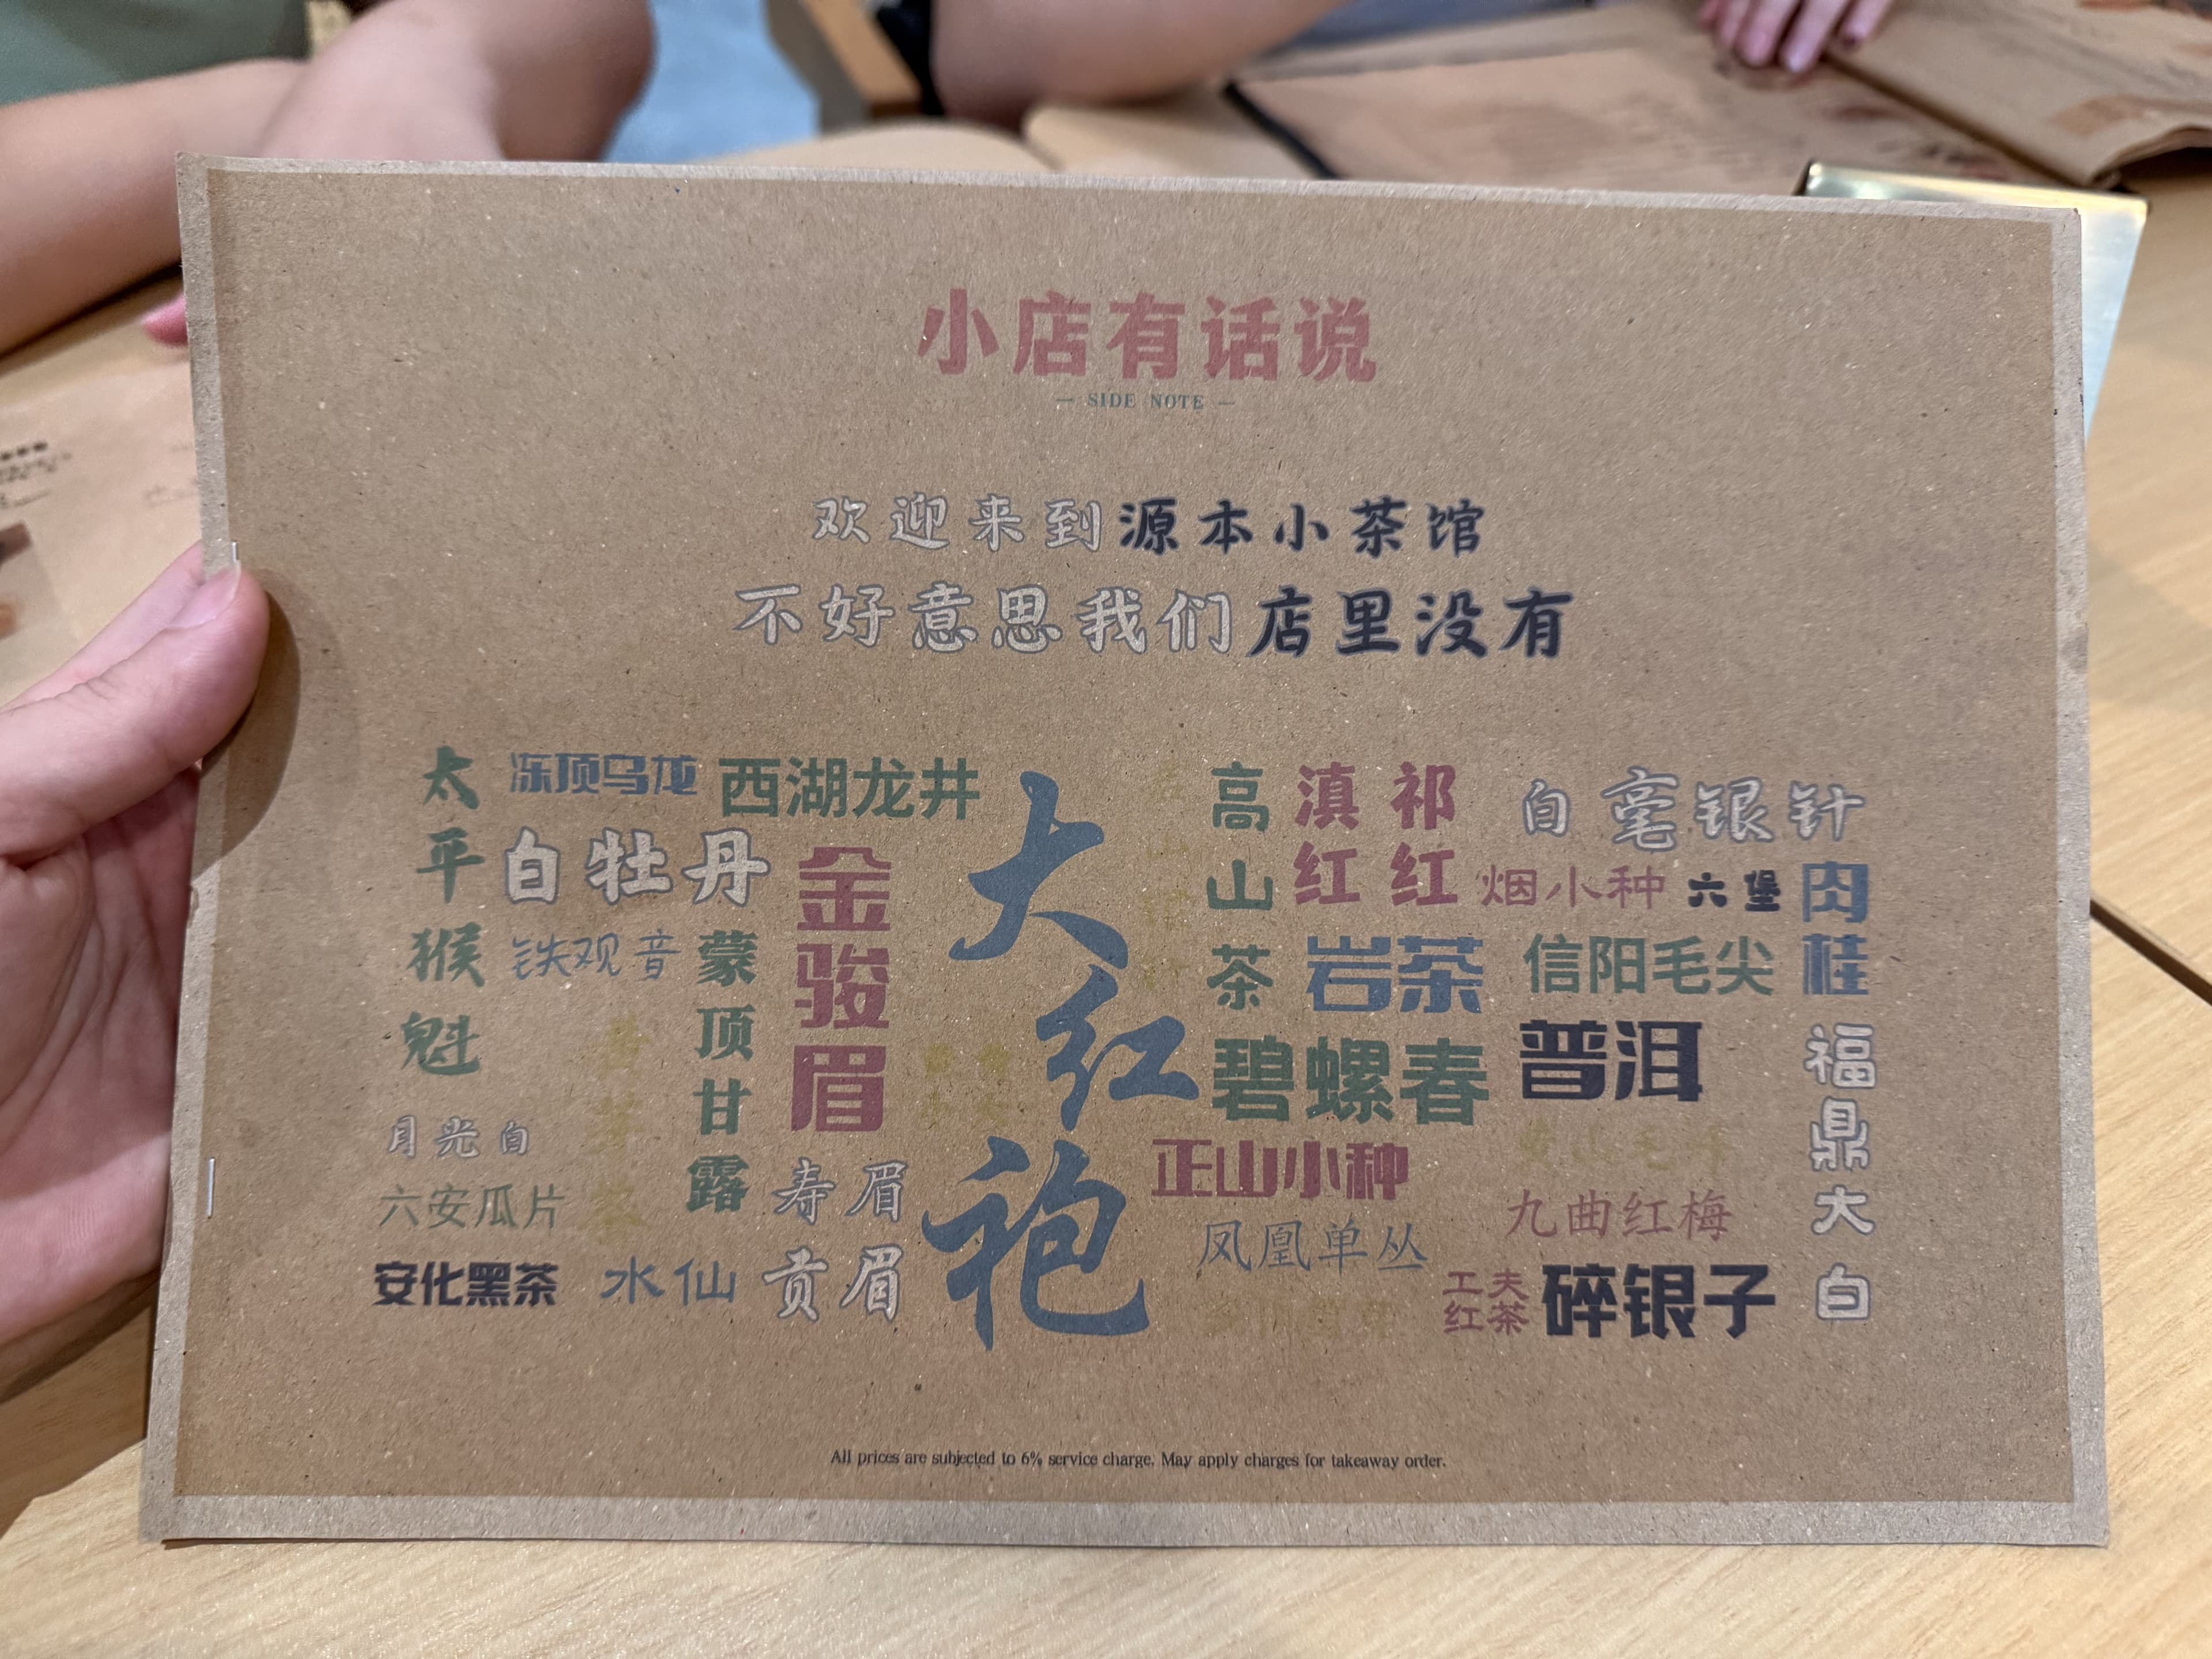 小店有话说
— SIDE NOTE —
欢迎来到源本小茶馆
不好意思我们店里没有
太平猴魁
冻顶乌龙
西湖龙井
白牡丹
金骏眉
铁观音
蒙顶甘露
月光白
六安瓜片
安化黑茶
水仙
寿眉
贡眉
大红袍
高山茶
滇红
祁红
白毫银针
烟小种
六堡
肉桂
岩茶
信阳毛尖
碧螺春
普洱
福鼎大白
正山小种
凤凰单丛
九曲红梅
工夫红茶
碎银子
All prices are subjected to 6% service charge. May apply charges for takeaway order.